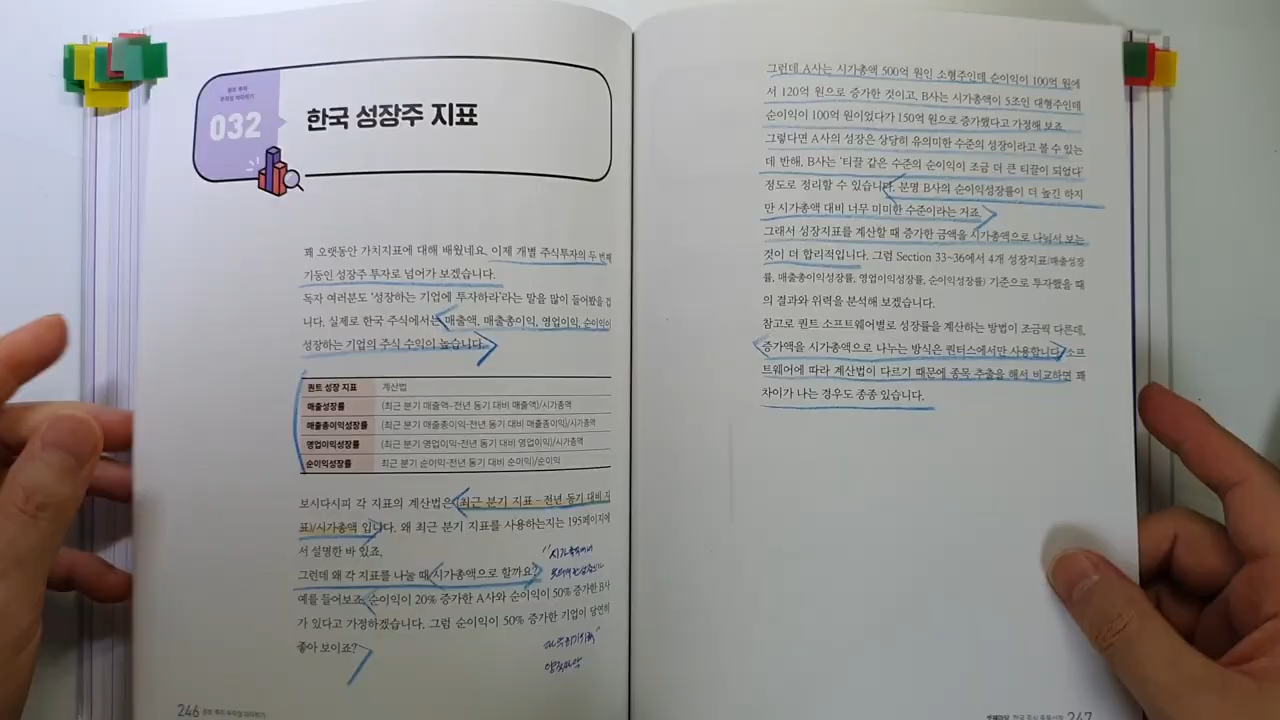 퀀트 투자
무작정 따라하기
032
한국 성장주 지표
꽤 오랫동안 가치지표에 대해 배웠네요. 이제 개별 주식투자의 두 번째
기둥인 성장주 투자로 넘어가 보겠습니다.
독자 여러분도 '성장하는 기업에 투자하라'라는 말을 많이 들어봤을 겁
니다. 실제로 한국 주식에서는 매출액, 매출총이익, 영업이익, 순이익이
성장하는 기업의 주식 수익이 높습니다.
퀀트 성장 지표 계산법
매출성장률 (최근 분기 매출액-전년 동기 대비 매출액)/시가총액
매출총이익성장률 (최근 분기 매출총이익-전년 동기 대비 매출총이익)/시가총액
영업이익성장률 (최근 분기 영업이익-전년 동기 대비 영업이익)/시가총액
순이익성장률 최근 분기 순이익-전년 동기 대비 순이익)/순이익
보시다시피 각 지표의 계산법은 (최근 분기 지표 - 전년 동기 대비 지
표)/시가총액 입니다. 왜 최근 분기 지표를 사용하는지는 195페이지에
서 설명한 바 있죠.
그런데 왜 각 지표를 나눌 때 시가총액으로 할까요?
예를 들어보죠. 순이익이 20% 증가한 A사와 순이익이 50% 증가한 B사
가 있다고 가정하겠습니다. 그럼 순이익이 50% 증가한 기업이 당연히
좋아 보이죠?
246 퀀트 투자 무작정 따라하기
그런데 A사는 시가총액 500억 원인 소형주인데 순이익이 100억 원에
서 120억 원으로 증가한 것이고, B사는 시가총액이 5조인 대형주인데
순이익이 100억 원이었다가 150억 원으로 증가했다고 가정해 보죠.
그렇다면 A사의 성장은 상당히 유의미한 수준의 성장이라고 볼 수 있는
데 반해, B사는 '티끌 같은 수준의 순이익이 조금 더 큰 티끌이 되었다'
정도로 정리할 수 있습니다. 분명 B사의 순이익성장률이 더 높긴 하지
만 시가총액 대비 너무 미미한 수준이라는 거죠.
그래서 성장지표를 계산할 때 증가한 금액을 시가총액으로 나눠서 보는
것이 더 합리적입니다. 그럼 Section 33~36에서 4개 성장지표(매출성장
률, 매출총이익성장률, 영업이익성장률, 순이익성장률) 기준으로 투자했을 때
의 결과와 위력을 분석해 보겠습니다.
참고로 퀀트 소프트웨어별로 성장률을 계산하는 방법이 조금씩 다른데,
증가액을 시가총액으로 나누는 방식은 퀀터스에서만 사용합니다. 소프
트웨어에 따라 계산법이 다르기 때문에 종목 추출을 해서 비교하면 꽤
차이가 나는 경우도 종종 있습니다.
한국 주식 247